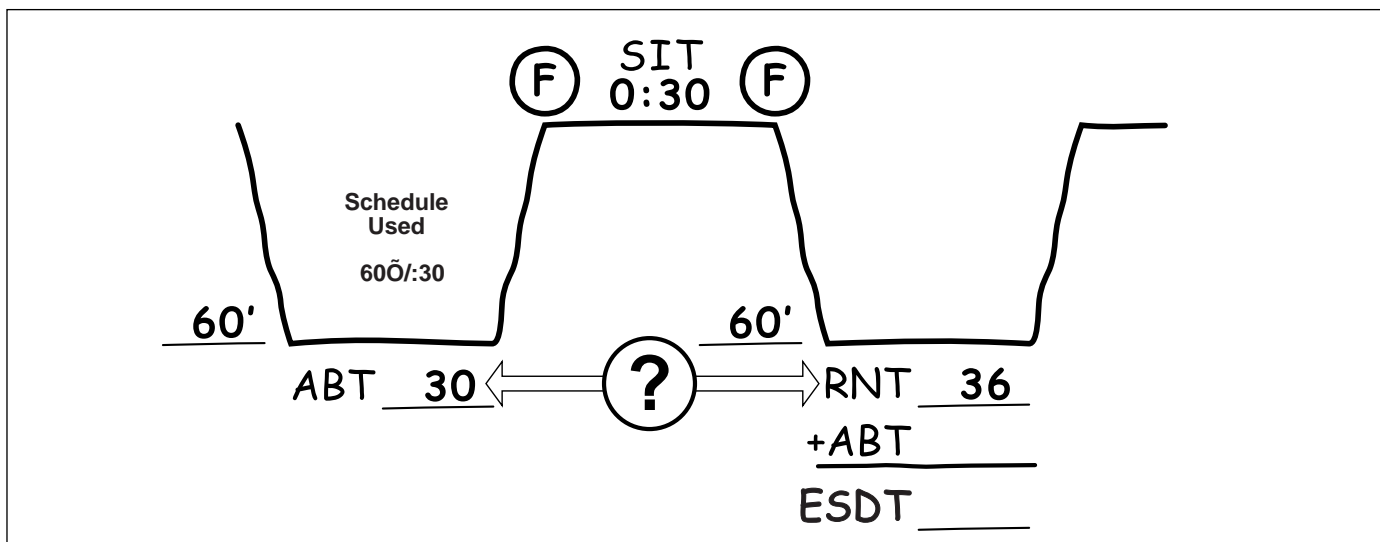 SIT
F 0:30 F
Schedule
Used
60Õ/:30
60' 60'
ABT 30 ? RNT 36
+ABT
ESDT